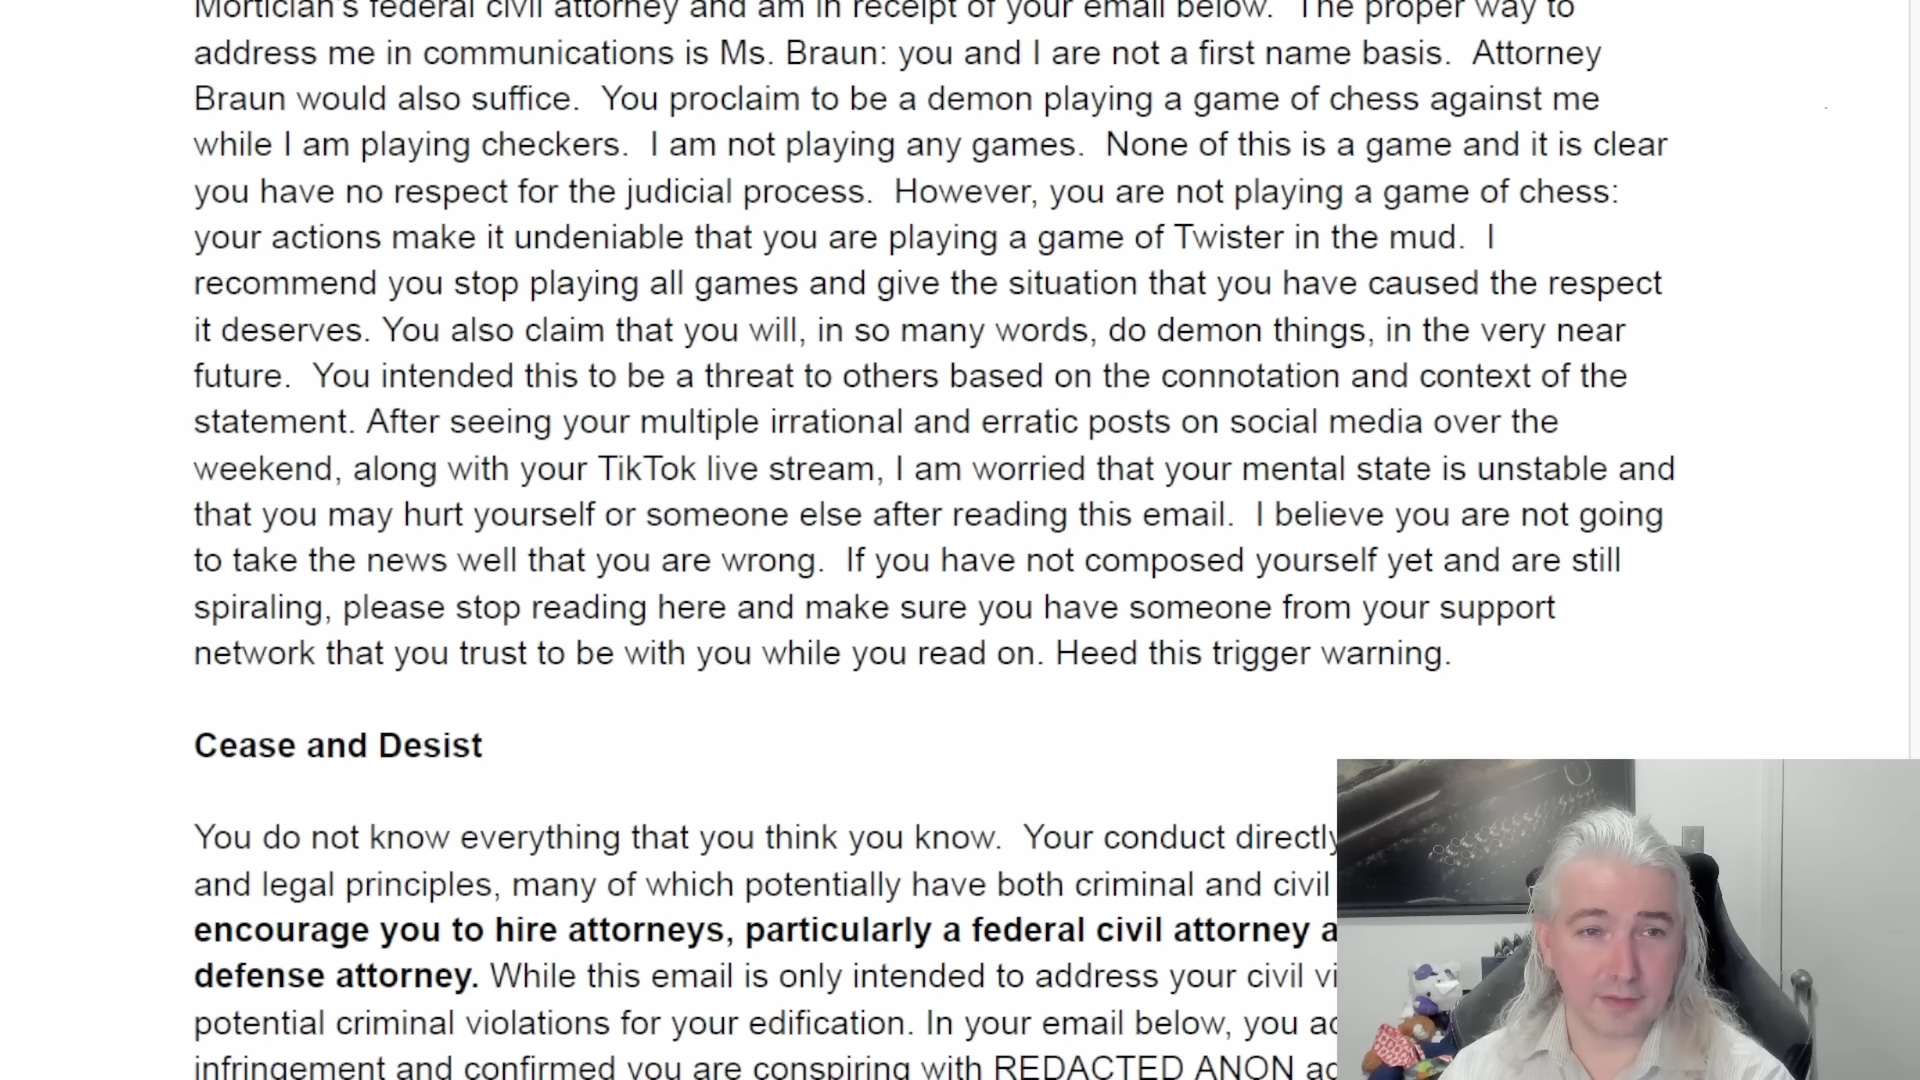 Mortician's federal civil attorney and am in receipt of your email below.  The proper way to
address me in communications is Ms. Braun: you and I are not a first name basis.  Attorney
Braun would also suffice.  You proclaim to be a demon playing a game of chess against me
while I am playing checkers.  I am not playing any games.  None of this is a game and it is clear
you have no respect for the judicial process.  However, you are not playing a game of chess:
your actions make it undeniable that you are playing a game of Twister in the mud.  I
recommend you stop playing all games and give the situation that you have caused the respect
it deserves. You also claim that you will, in so many words, do demon things, in the very near
future.  You intended this to be a threat to others based on the connotation and context of the
statement. After seeing your multiple irrational and erratic posts on social media over the
weekend, along with your TikTok live stream, I am worried that your mental state is unstable and
that you may hurt yourself or someone else after reading this email.  I believe you are not going
to take the news well that you are wrong.  If you have not composed yourself yet and are still
spiraling, please stop reading here and make sure you have someone from your support
network that you trust to be with you while you read on. Heed this trigger warning.
Cease and Desist
You do not know everything that you think you know.  Your conduct directly
and legal principles, many of which potentially have both criminal and civil
encourage you to hire attorneys, particularly a federal civil attorney a
defense attorney. While this email is only intended to address your civil vi
potential criminal violations for your edification. In your email below, you ac
infringement and confirmed you are conspiring with REDACTED ANON ac